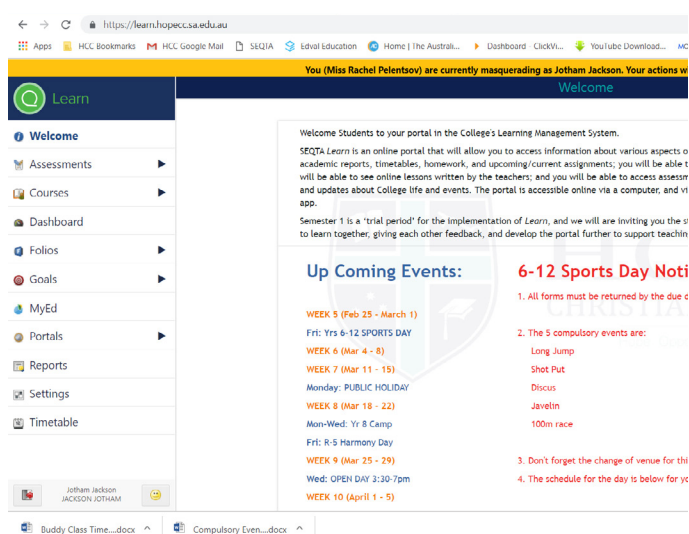 https://learn.hopecc.sa.edu.au
Apps HCC Bookmarks HCC Google Mail SEQTA Edval Education Home | The Australi... Dashboard - ClickVi... YouTube Download...
You (Miss Rachel Pelentsov) are currently masquerading as Jotham Jackson. Your actions wi
Learn
Welcome
Welcome
Assessments
Courses
Dashboard
Folios
Goals
MyEd
Portals
Reports
Settings
Timetable
Jotham Jackson
JACKSON JOTHAM
Welcome Students to your portal in the College's Learning Management System.
SEQTA Learn is an online portal that will allow you to access information about various aspects o
academic reports, timetables, homework, and upcoming/current assignments; you will be able t
will be able to see online lessons written by the teachers; and you will be able to access assessm
and updates about College life and events. The portal is accessible online via a computer, and vi
app.
Semester 1 is a 'trial period' for the implementation of Learn, and we will are inviting you the s
to learn together, giving each other feedback, and develop the portal further to support teachin
Up Coming Events:
WEEK 5 (Feb 25 - March 1)
Fri: Yrs 6-12 SPORTS DAY
WEEK 6 (Mar 4 - 8)
WEEK 7 (Mar 11 - 15)
Monday: PUBLIC HOLIDAY
WEEK 8 (Mar 18 - 22)
Mon-Wed: Yr 8 Camp
Fri: R-5 Harmony Day
WEEK 9 (Mar 25 - 29)
Wed: OPEN DAY 3:30-7pm
WEEK 10 (April 1 - 5)
6-12 Sports Day Noti
1. All forms must be returned by the due d
2. The 5 compulsory events are:
Long Jump
Shot Put
Discus
Javelin
100m race
3. Don't forget the change of venue for thi
4. The schedule for the day is below for yo
HC
CHRISTIA
Buddy Class Time....docx
Compulsory Even....docx